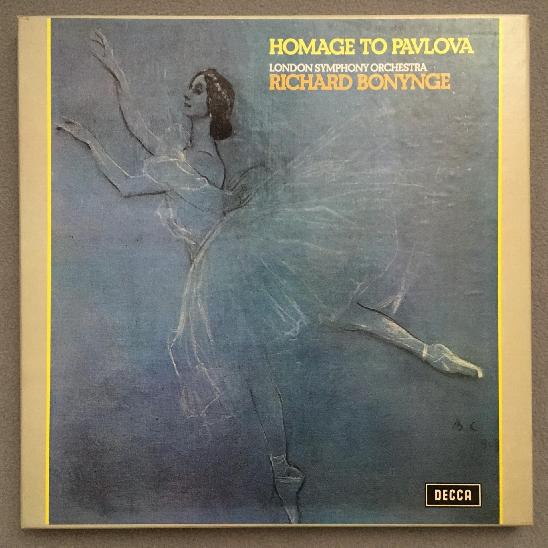 HOMAGE TO PAVLOVA
LONDON SYMPHONY ORCHESTRA
RICHARD BONYNGE
DECCA